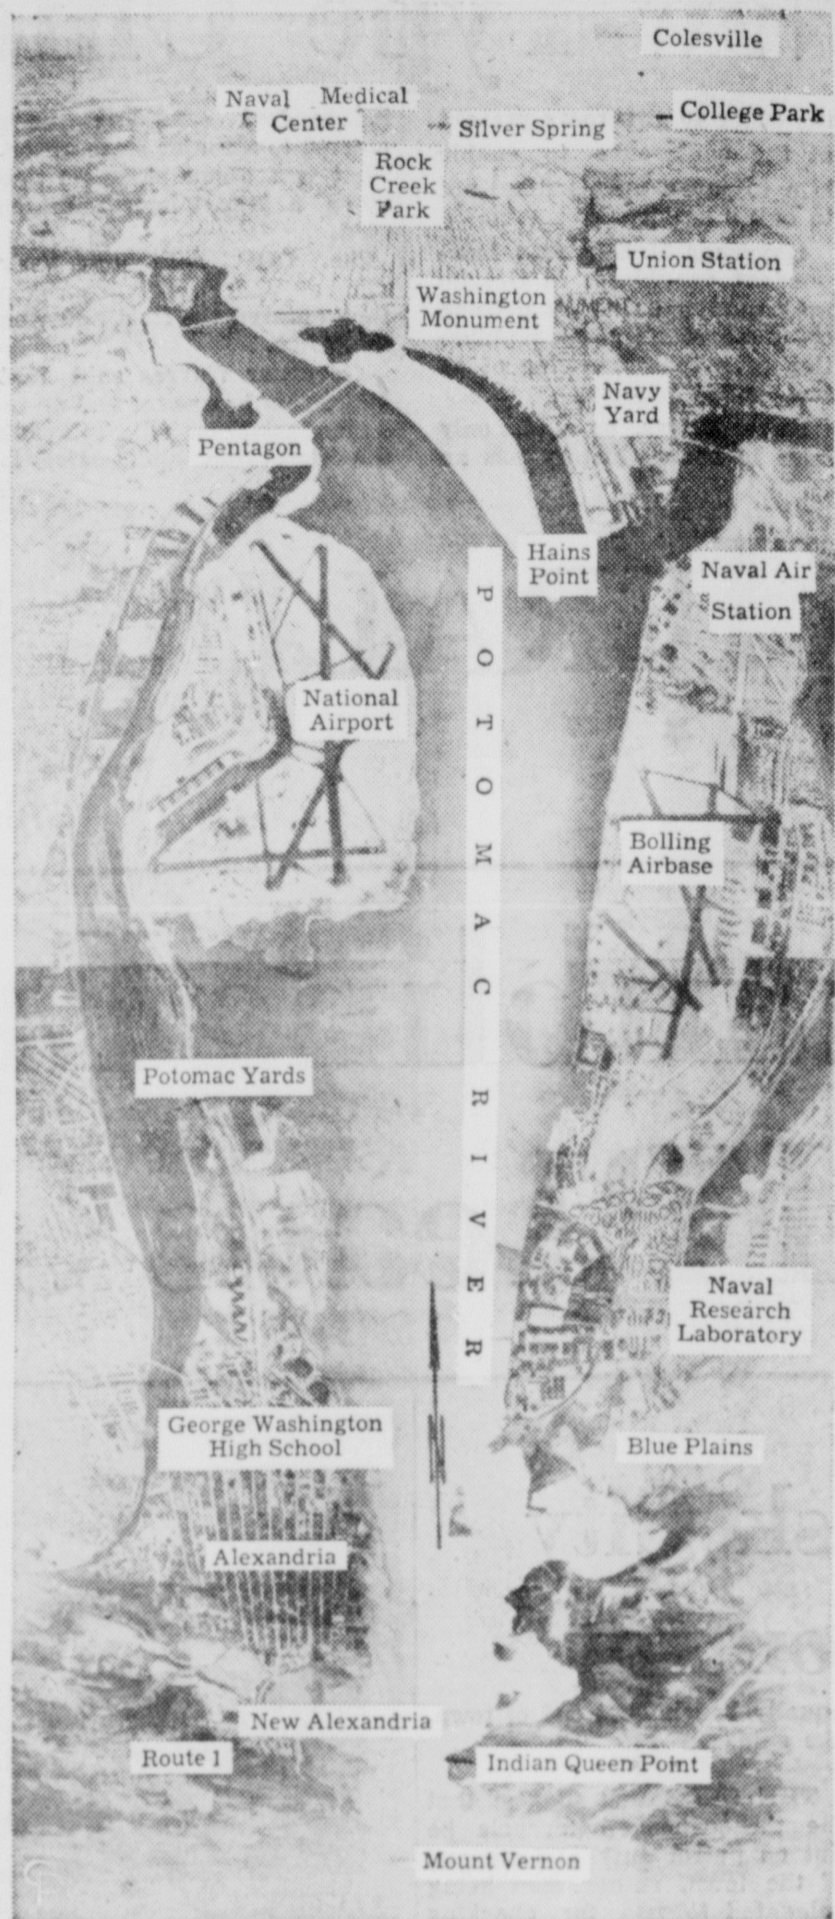 Colesville
Naval Medical
Center
Silver Spring
College Park
Rock
Creek
Park
Union Station
Washington
Monument
Navy
Yard
Pentagon
Hains
Point
Naval Air
Station
National
Airport
POTOMAC RIVER
Bolling
Airbase
Potomac Yards
Naval
Research
Laboratory
George Washington
High School
Blue Plains
N
Alexandria
New Alexandria
Route 1
Indian Queen Point
Mount Vernon